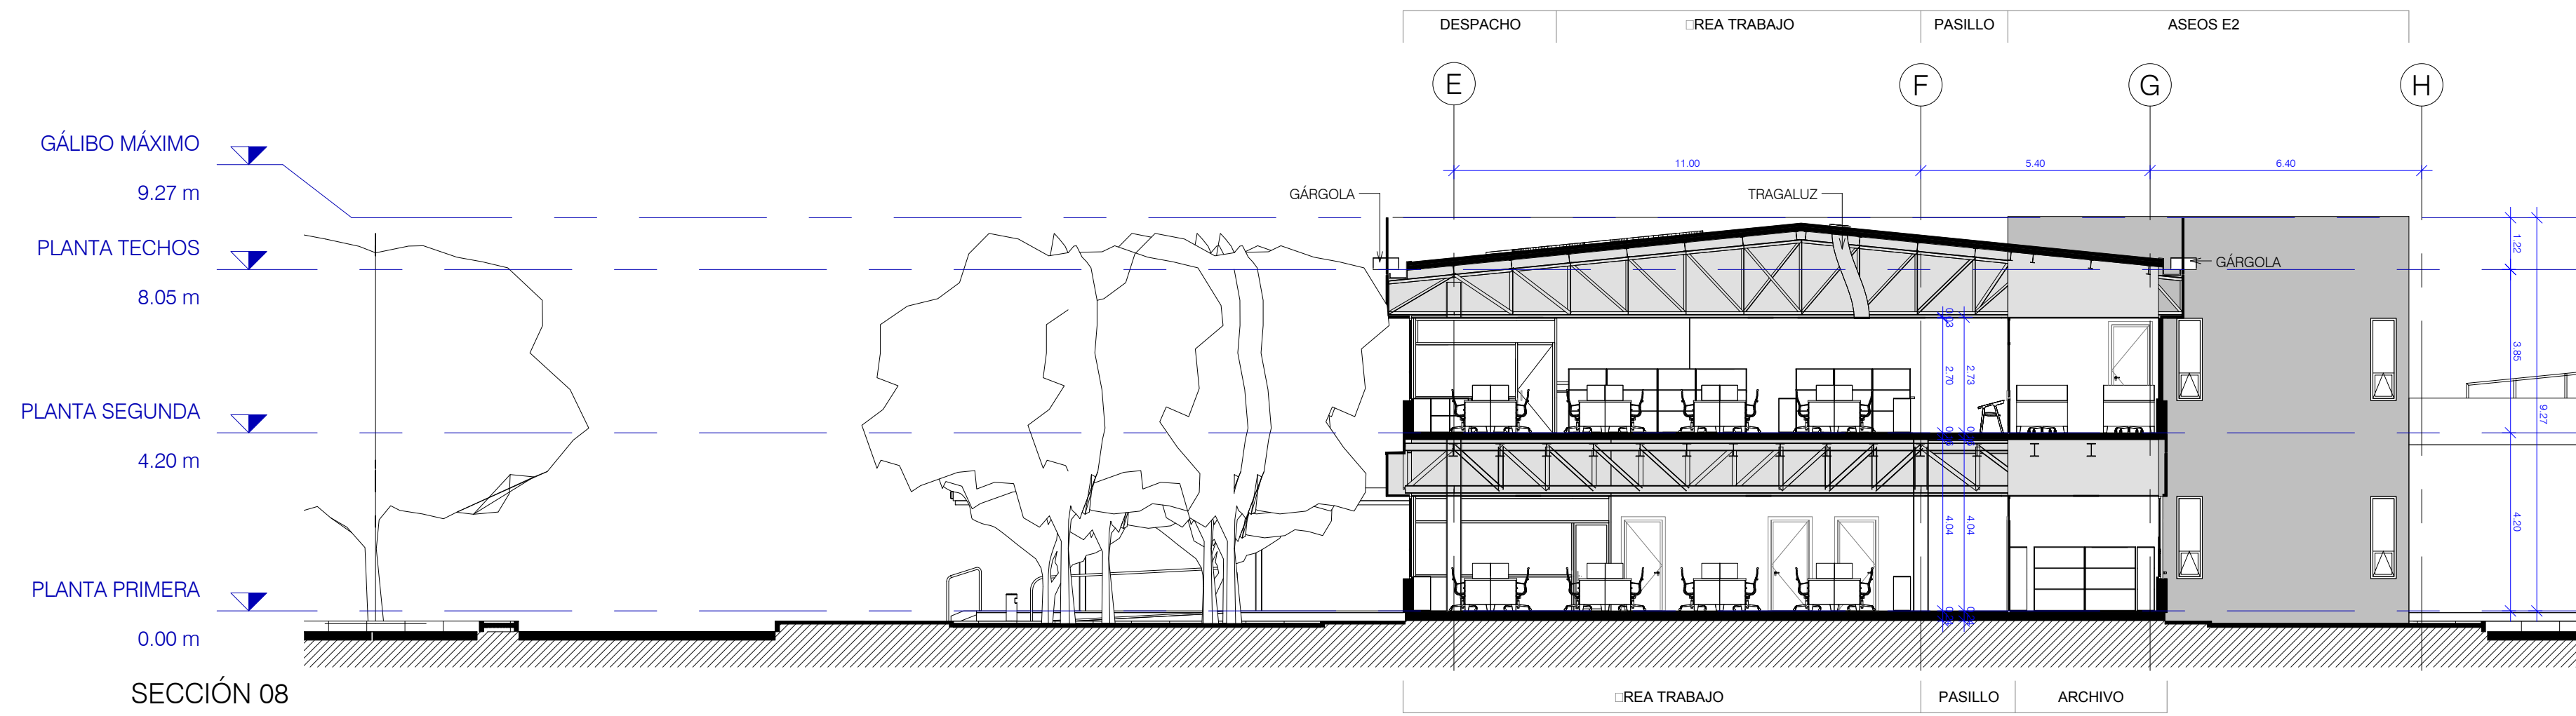 DESPACHO □REA TRABAJO PASILLO ASEOS E2
E F G H
11.00 5.40 6.40
GÁLIBO MÁXIMO
9.27 m
GÁRGOLA TRAGALUZ
PLANTA TECHOS
8.05 m
GÁRGOLA
1.22
0.03
2.70 2.73
3.85
9.27
PLANTA SEGUNDA
4.20 m
4.04 4.04
4.20
PLANTA PRIMERA
0.00 m
SECCIÓN 08
□REA TRABAJO PASILLO ARCHIVO